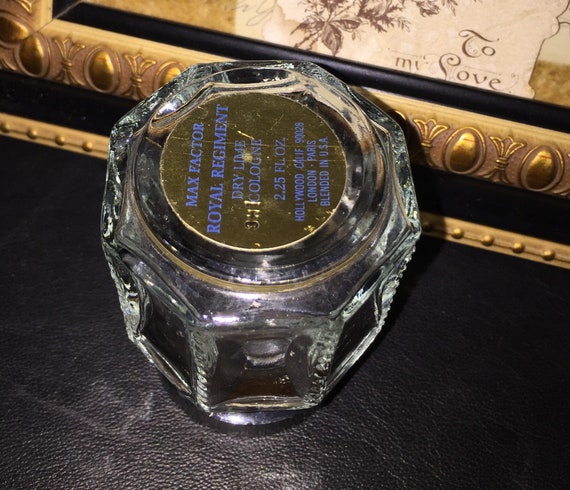 MAX FACTOR
ROYAL REGIMENT
DRY LIME
COLOGNE
2.25 FL. OZ.
HOLLYWOOD CALIF 90028
LONDON • PARIS
BLENDED IN U.S.A.
To
my Love